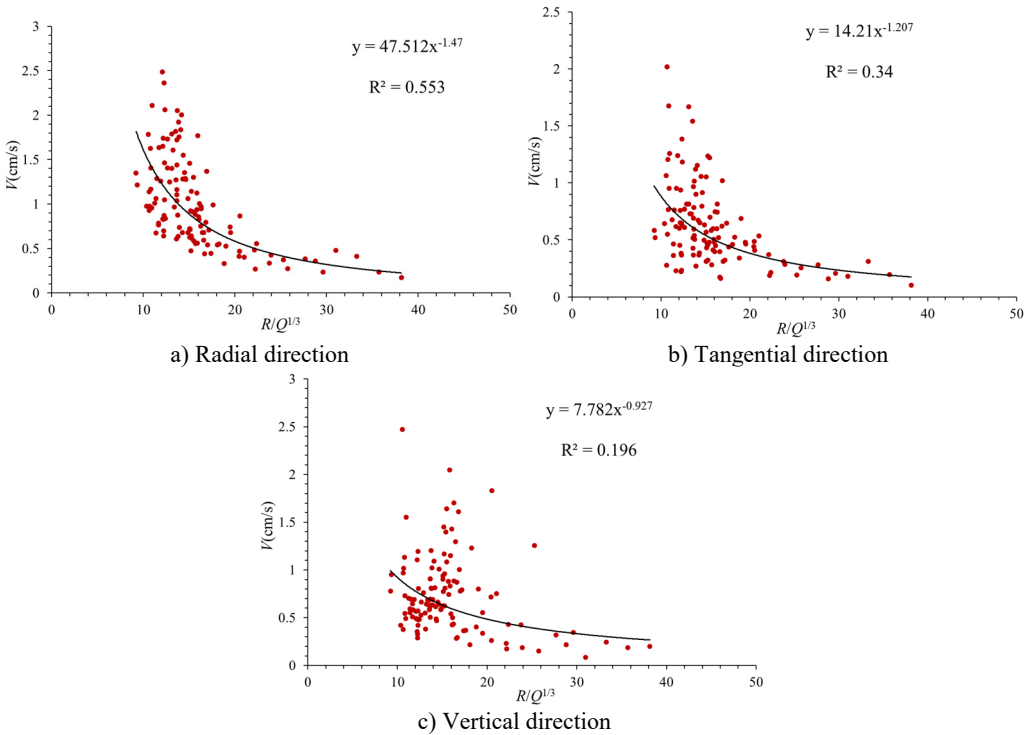 3
2.5
2
1.5
1
0.5
0
V(cm/s)
y = 47.512x^-1.47
R² = 0.553
0 10 20 30 40 50
R/Q^1/3
a) Radial direction
2.5
2
1.5
1
0.5
0
V(cm/s)
y = 14.21x^-1.207
R² = 0.34
0 10 20 30 40 50
R/Q^1/3
b) Tangential direction
3
2.5
2
1.5
1
0.5
0
V(cm/s)
y = 7.782x^-0.927
R² = 0.196
0 10 20 30 40 50
R/Q^1/3
c) Vertical direction